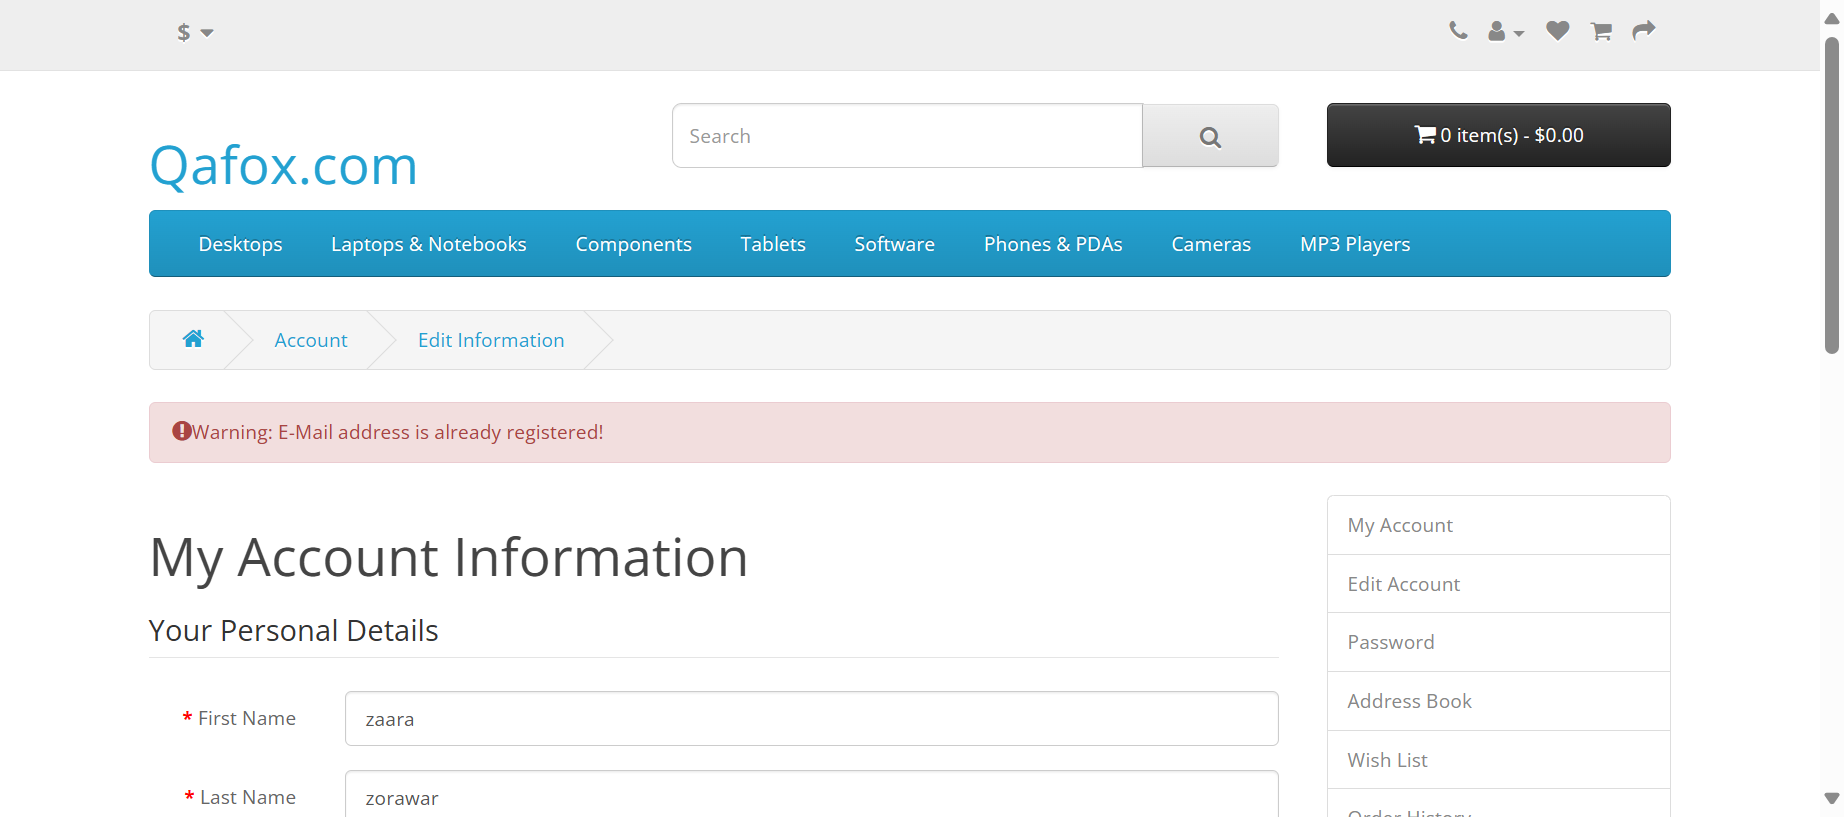 $
Search
0 item(s) - $0.00
Qafox.com
Desktops Laptops & Notebooks Components Tablets Software Phones & PDAs Cameras MP3 Players
Account Edit Information
Warning: E-Mail address is already registered!
My Account Information
Your Personal Details
* First Name zaara
* Last Name zorawar
My Account
Edit Account
Password
Address Book
Wish List
Order History